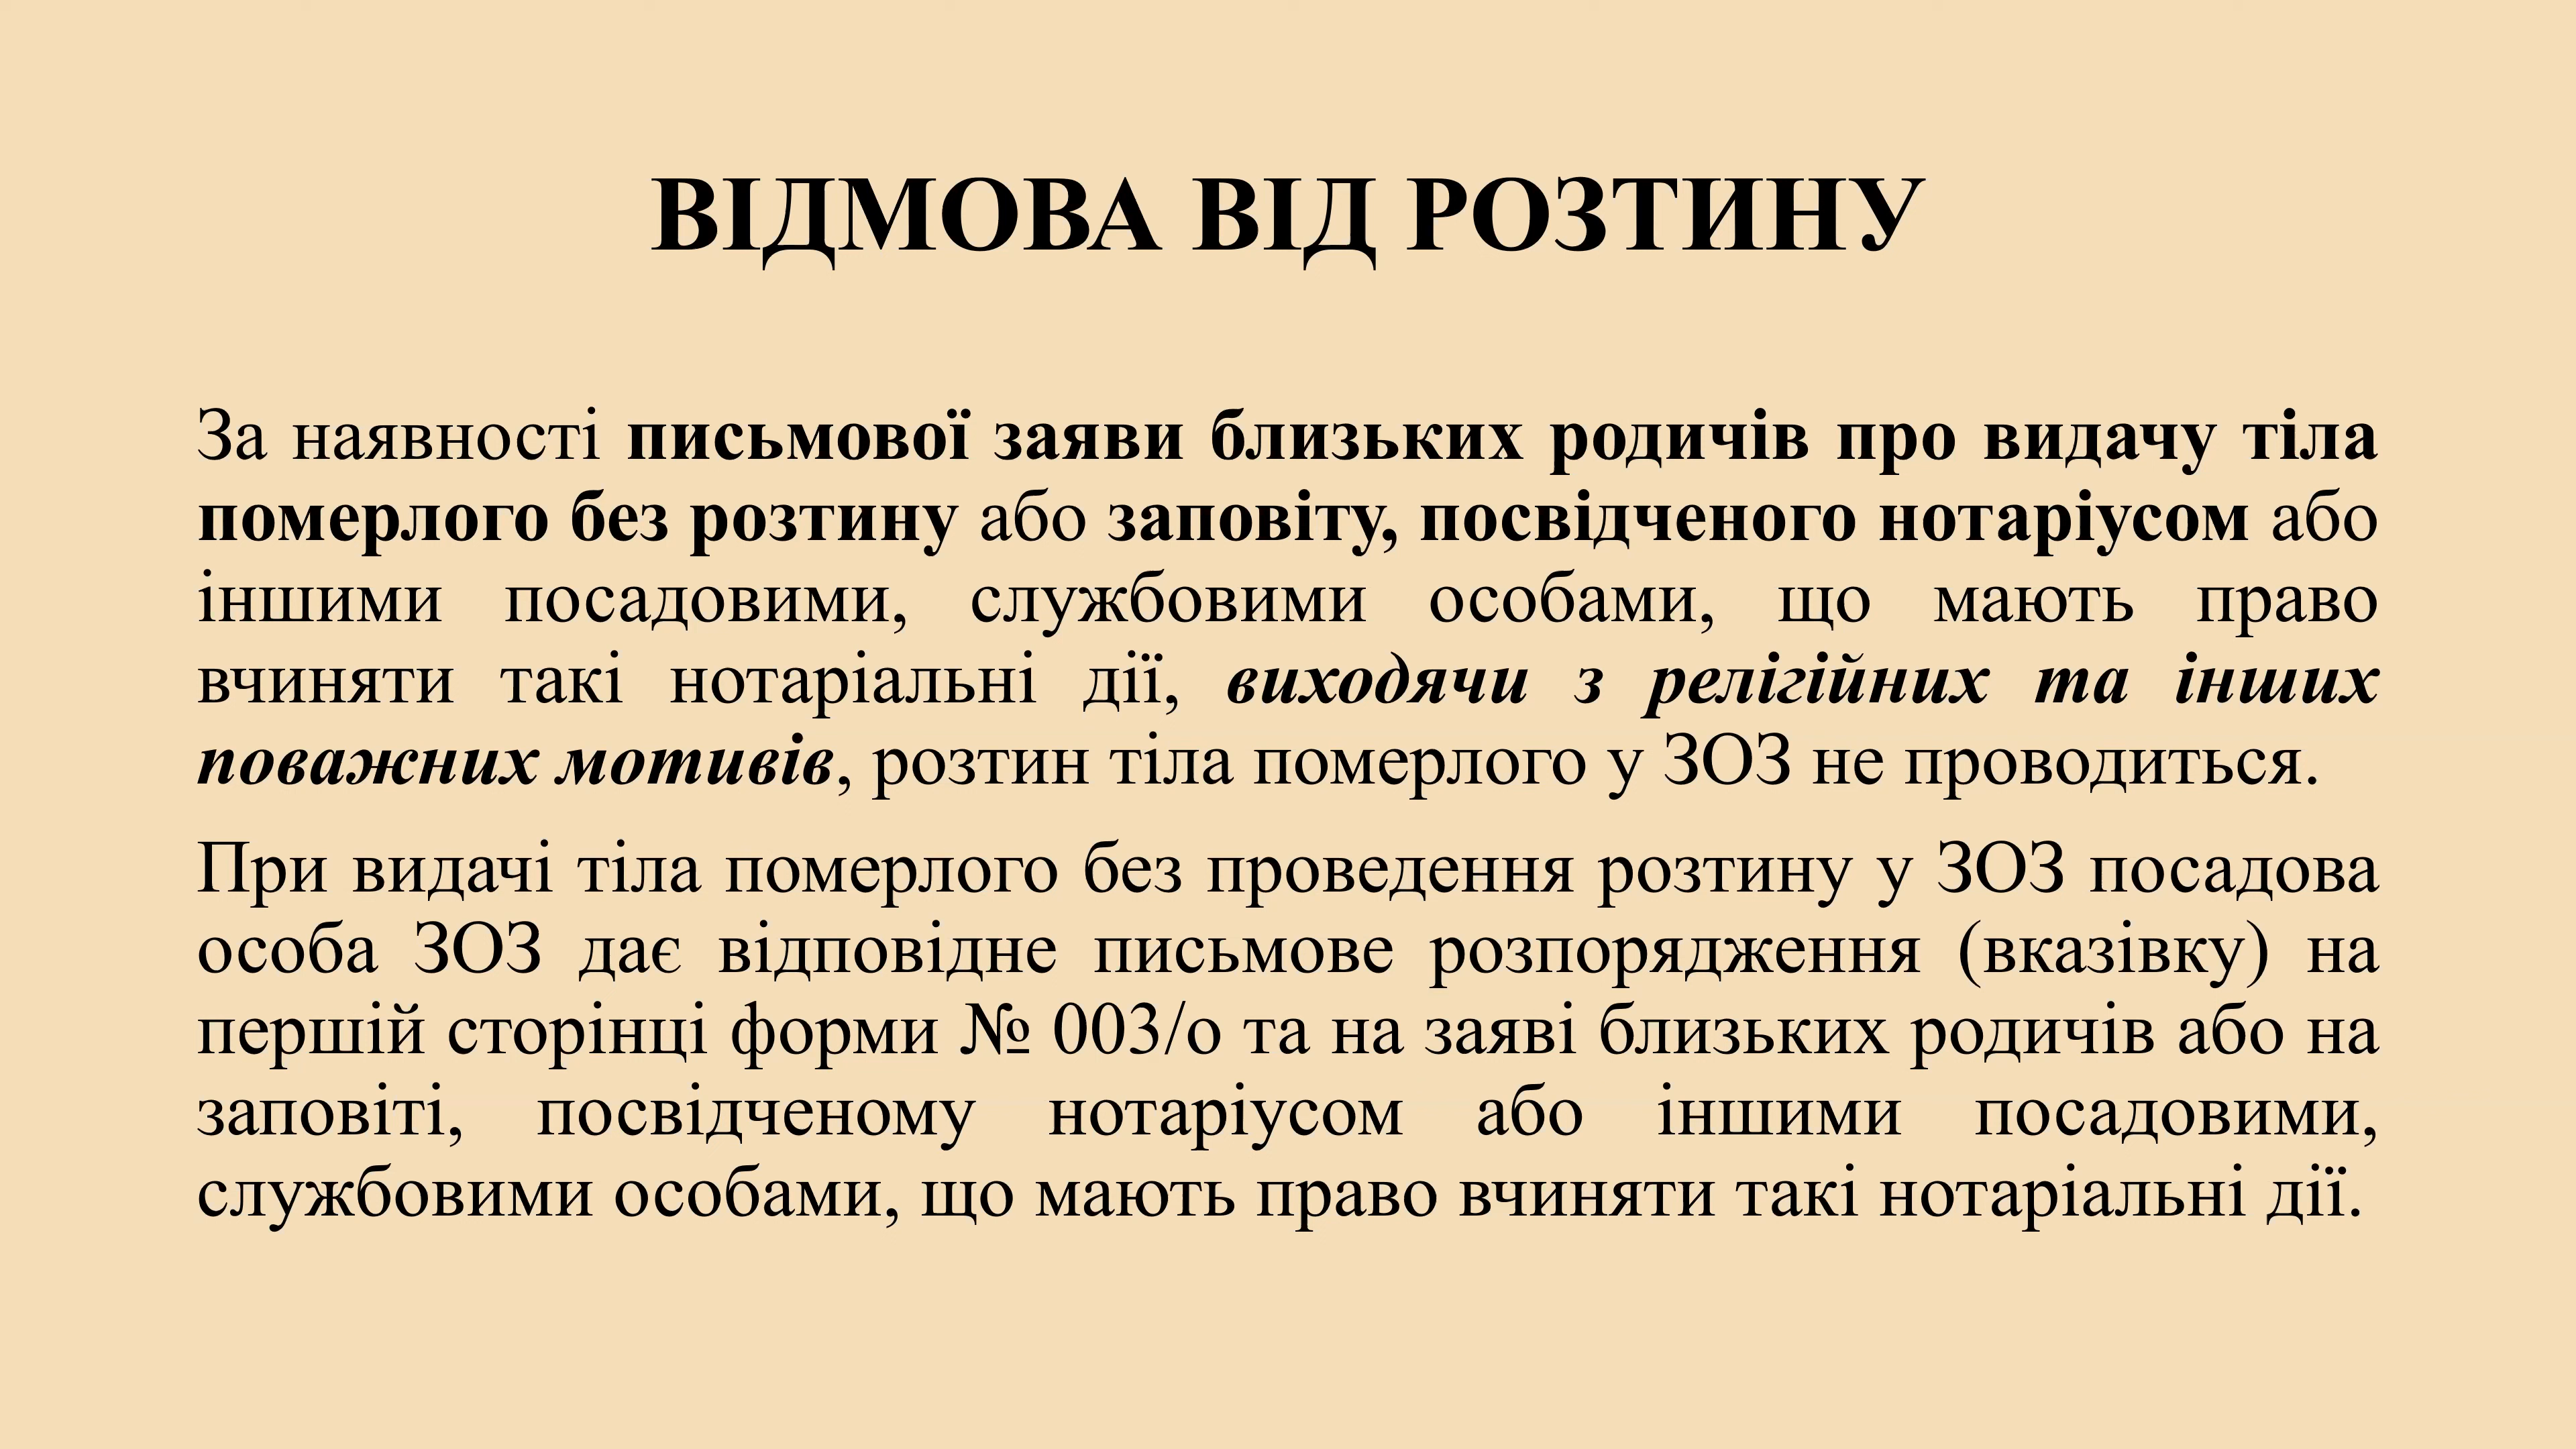 ВІДМОВА ВІД РОЗТИНУ
За наявності письмової заяви близьких родичів про видачу тіла
померлого без розтину або заповіту, посвідченого нотаріусом або
іншими посадовими, службовими особами, що мають право
вчиняти такі нотаріальні дії, виходячи з релігійних та інших
поважних мотивів, розтин тіла померлого у ЗОЗ не проводиться.
При видачі тіла померлого без проведення розтину у ЗОЗ посадова
особа ЗОЗ дає відповідне письмове розпорядження (вказівку) на
першій сторінці форми № 003/о та на заяві близьких родичів або на
заповіті, посвідченому нотаріусом або іншими посадовими,
службовими особами, що мають право вчиняти такі нотаріальні дії.